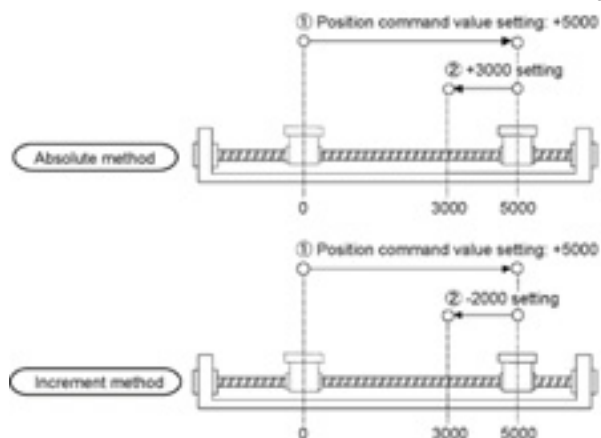 ① Position command value setting: +5000
② +3000 setting
Absolute method
0 3000 5000
① Position command value setting: +5000
② -2000 setting
Increment method
0 3000 5000